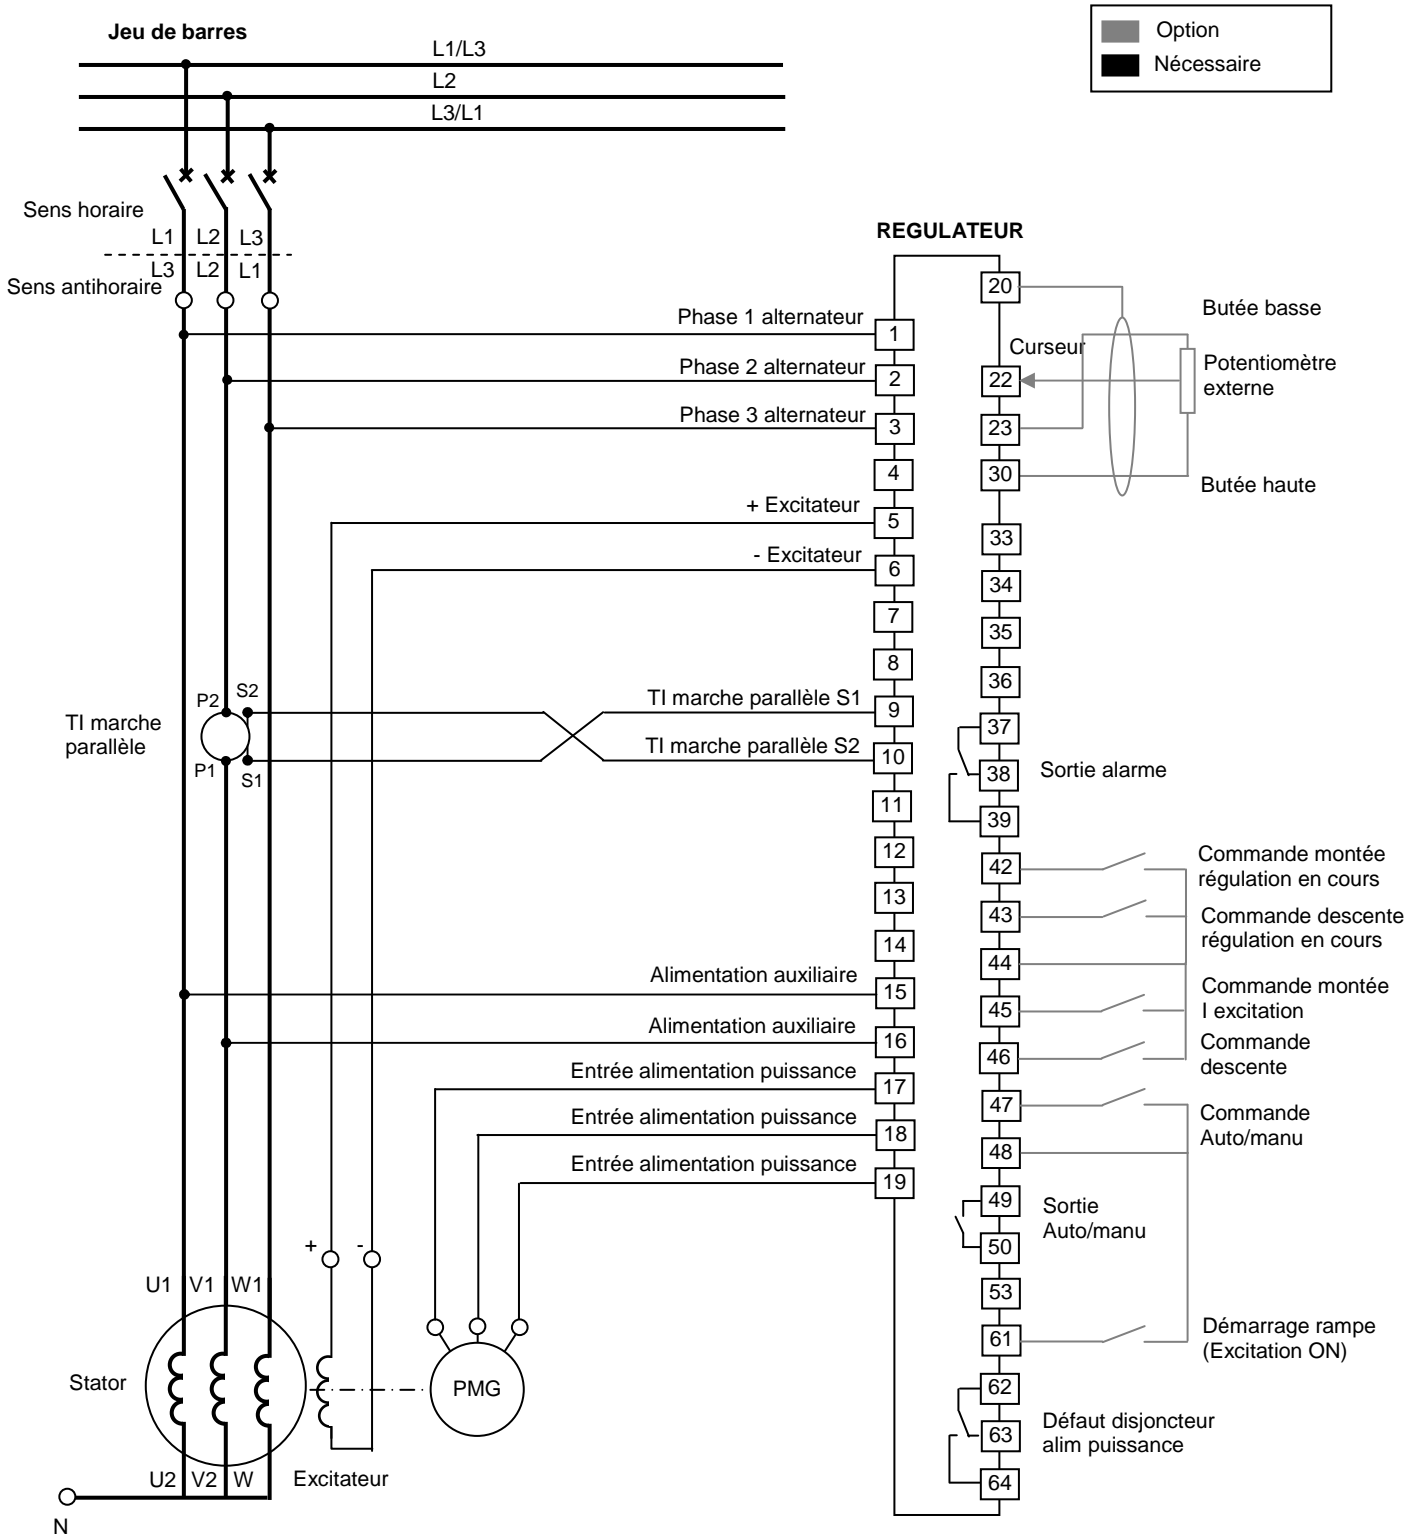 Jeu de barres
L1/L3
L2
L3/L1
Option
Nécessaire
Sens horaire
L1 L2 L3
L3 L2 L1
Sens antihoraire
REGULATEUR
Phase 1 alternateur
1
Phase 2 alternateur
2
Phase 3 alternateur
3
4
+ Excitateur
5
- Excitateur
6
7
8
TI marche parallèle S1
9
TI marche parallèle S2
10
11
12
13
14
Alimentation auxiliaire
15
Alimentation auxiliaire
16
Entrée alimentation puissance
17
Entrée alimentation puissance
18
Entrée alimentation puissance
19
20
Curseur
22
23
30
Butée basse
Potentiomètre
externe
Butée haute
33
34
35
36
37
38
39
Sortie alarme
42
Commande montée
régulation en cours
43
Commande descente
régulation en cours
44
45
Commande montée
I excitation
46
Commande
descente
47
Commande
Auto/manu
48
49
50
Sortie
Auto/manu
53
61
Démarrage rampe
(Excitation ON)
62
63
64
Défaut disjoncteur
alim puissance
TI marche
parallèle
P2 S2
P1 S1
+ -
U1 V1 W1
Stator
PMG
U2 V2 W
Excitateur
N